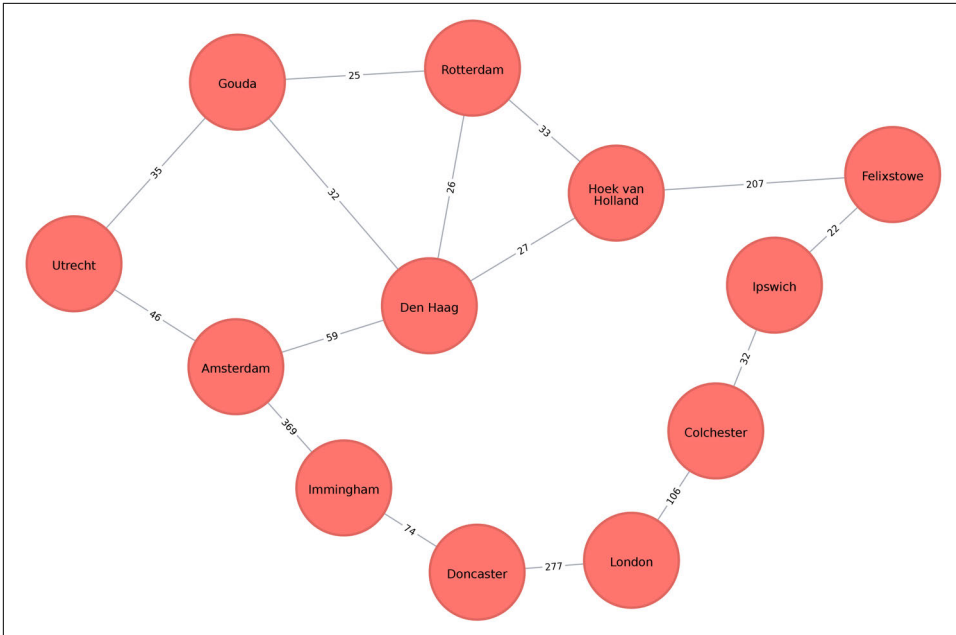 Gouda
25
Rotterdam
33
35
32
26
Hoek van
Holland
207
Felixstowe
22
27
Utrecht
Ipswich
46
Den Haag
59
32
Amsterdam
369
Colchester
Immingham
106
74
Doncaster
277
London